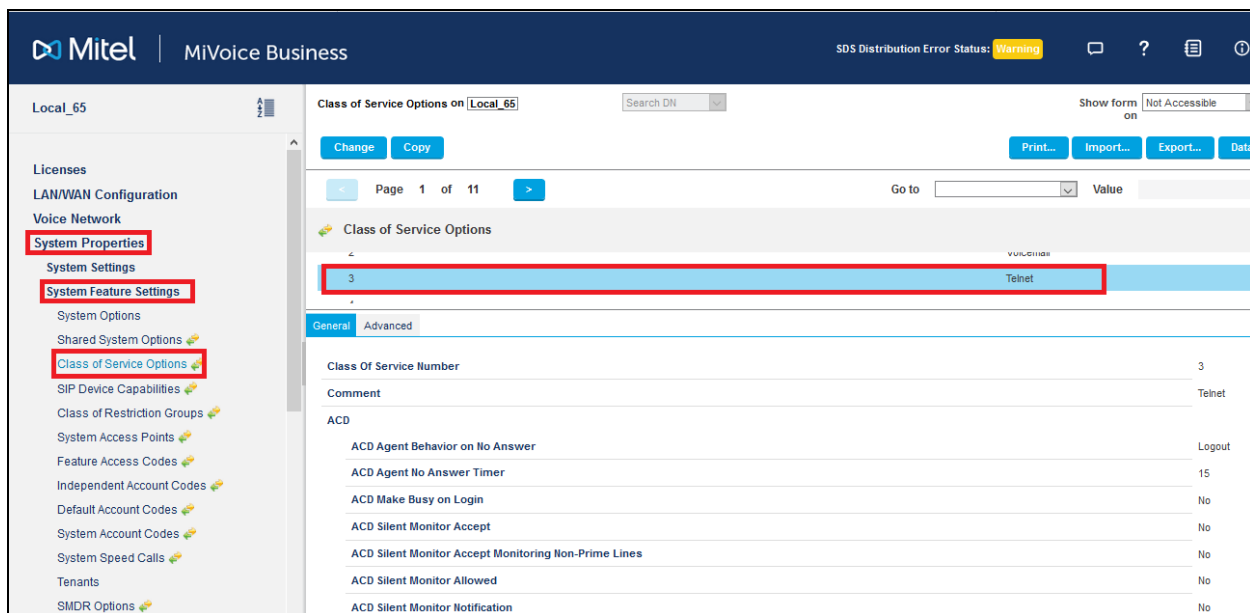 Mitel | MiVoice Business
SDS Distribution Error Status: Warning
Local_65
Class of Service Options on Local_65
Search DN
Show form on
Not Accessible
Change
Copy
Print...
Import...
Export...
Licenses
LAN/WAN Configuration
Voice Network
System Properties
System Settings
System Feature Settings
System Options
Shared System Options
Class of Service Options
SIP Device Capabilities
Class of Restriction Groups
System Access Points
Feature Access Codes
Independent Account Codes
Default Account Codes
System Account Codes
System Speed Calls
Tenants
SMDR Options
< Page 1 of 11 >
Go to
Value
Class of Service Options
2 Voicemail
3 Telnet
General
Advanced
Class Of Service Number 3
Comment Telnet
ACD
ACD Agent Behavior on No Answer Logout
ACD Agent No Answer Timer 15
ACD Make Busy on Login No
ACD Silent Monitor Accept No
ACD Silent Monitor Accept Monitoring Non-Prime Lines No
ACD Silent Monitor Allowed No
ACD Silent Monitor Notification No